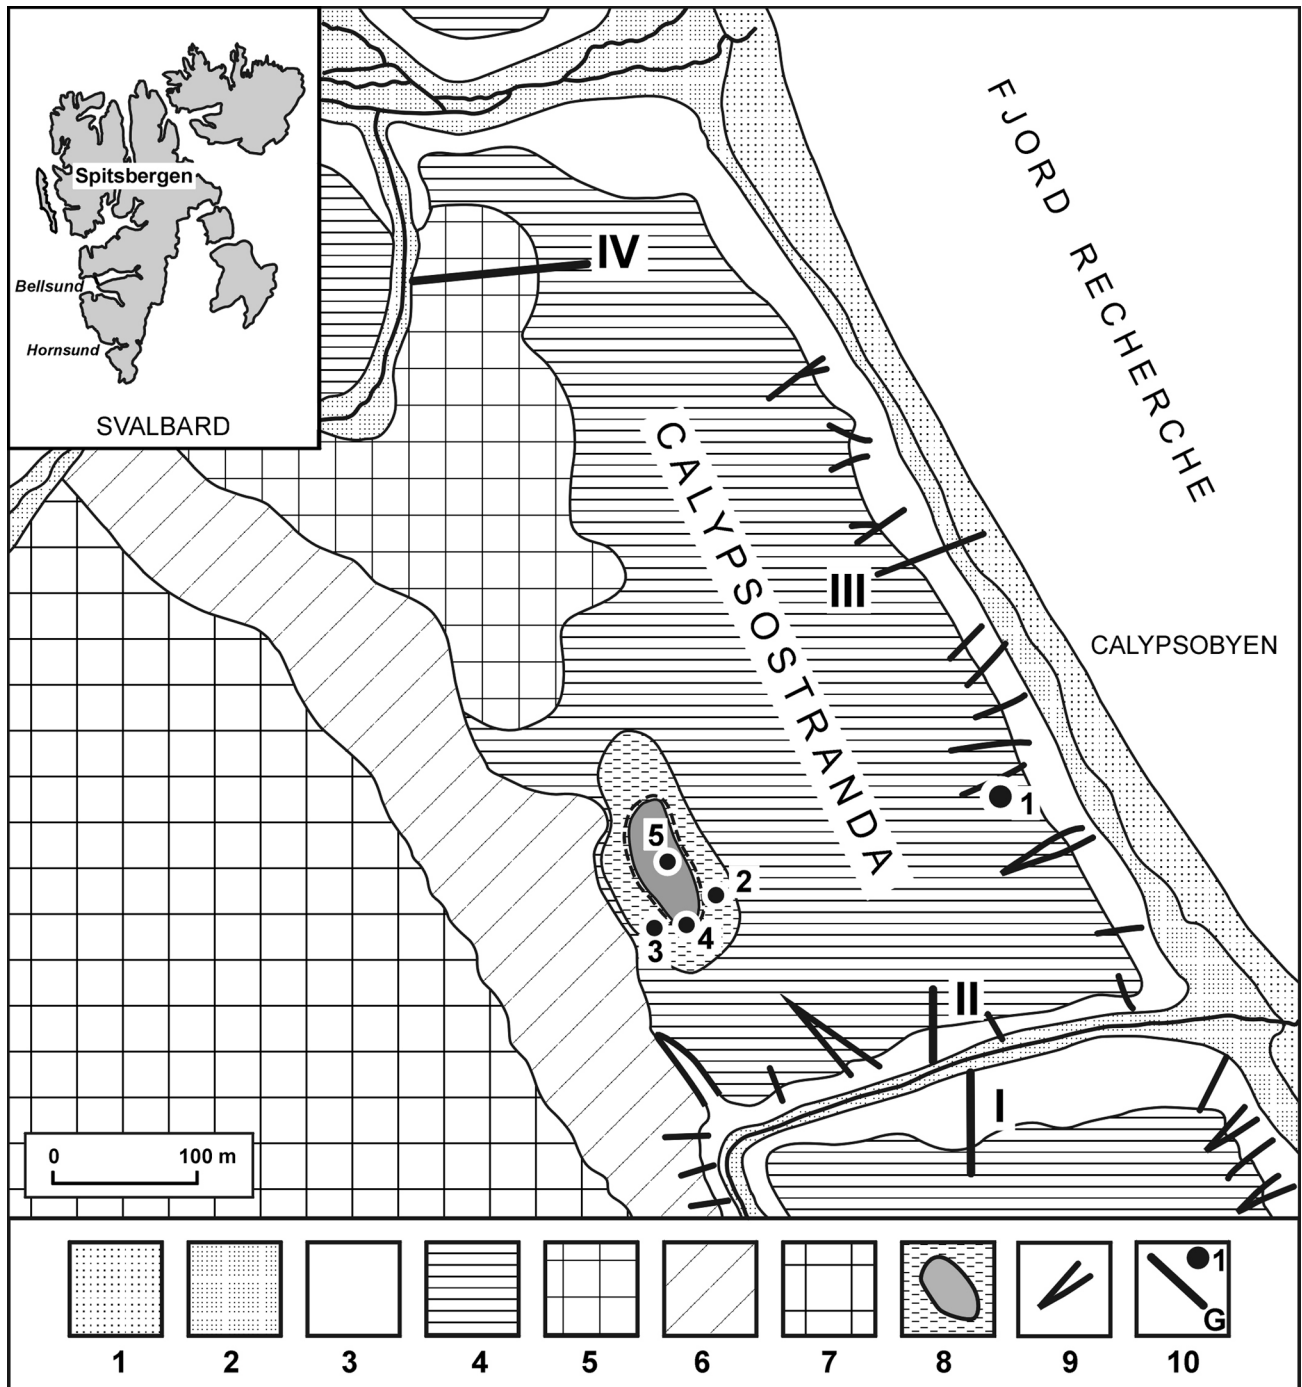 Spitsbergen
Bellsund
Hornsund
SVALBARD
FJORD RECHERCHE
IV
CALYPSOSTRANDA
III
CALYPSOBYEN
1
5
2
3
4
II
I
0 100 m
1
G
1 2 3 4 5 6 7 8 9 10